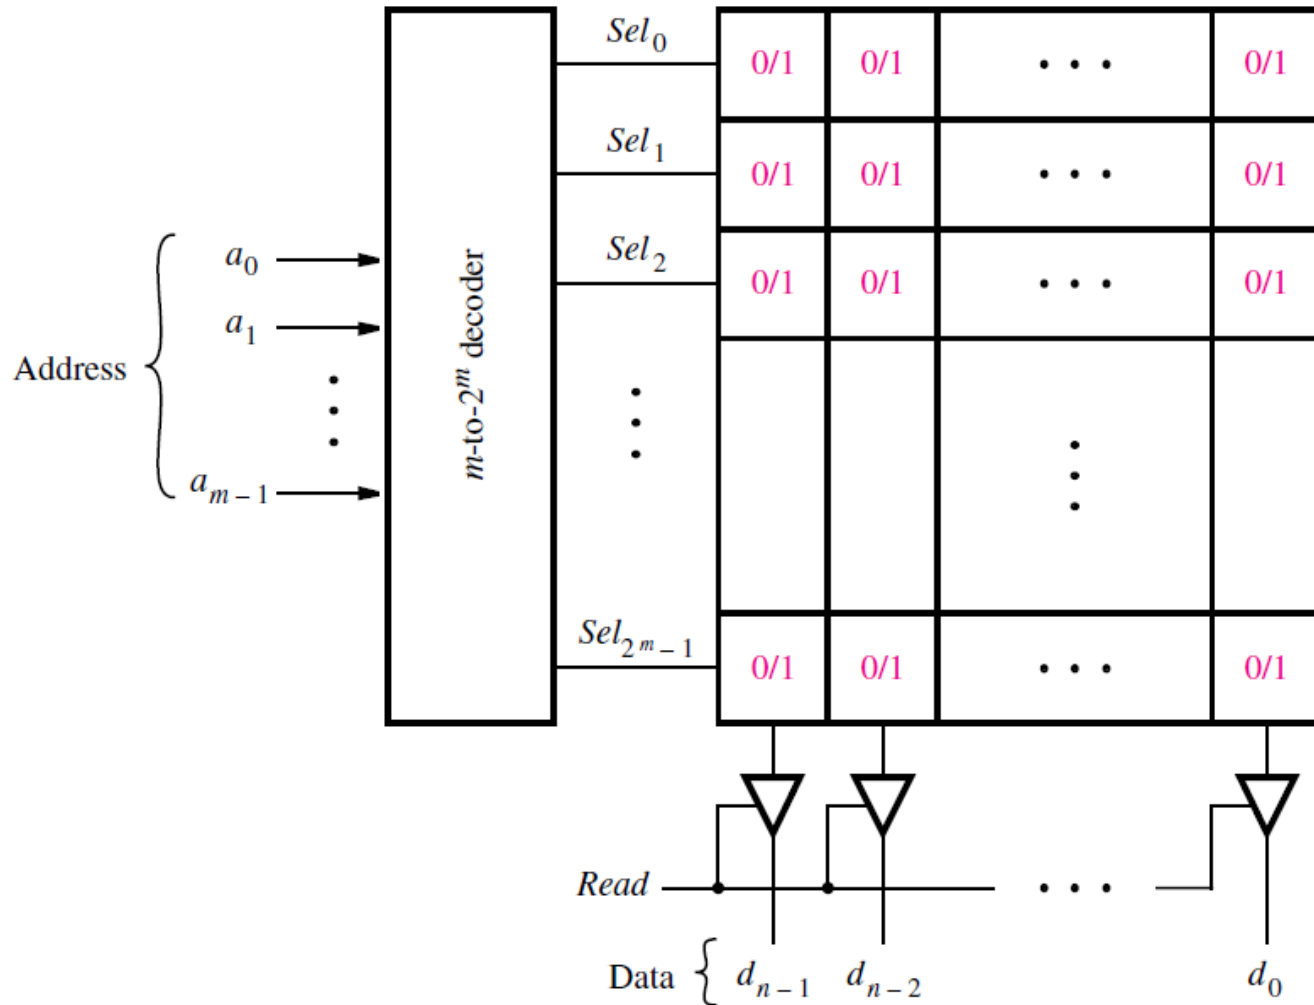 Sel₀
0/1 0/1 • • • 0/1
Sel₁
0/1 0/1 • • • 0/1
Sel₂
0/1 0/1 • • • 0/1
Address
a₀
a₁
aₘ₋₁
m-to-2ᵐ decoder
Sel₂ᵐ₋₁
0/1 0/1 • • • 0/1
Read • • •
Data dₙ₋₁ dₙ₋₂ d₀